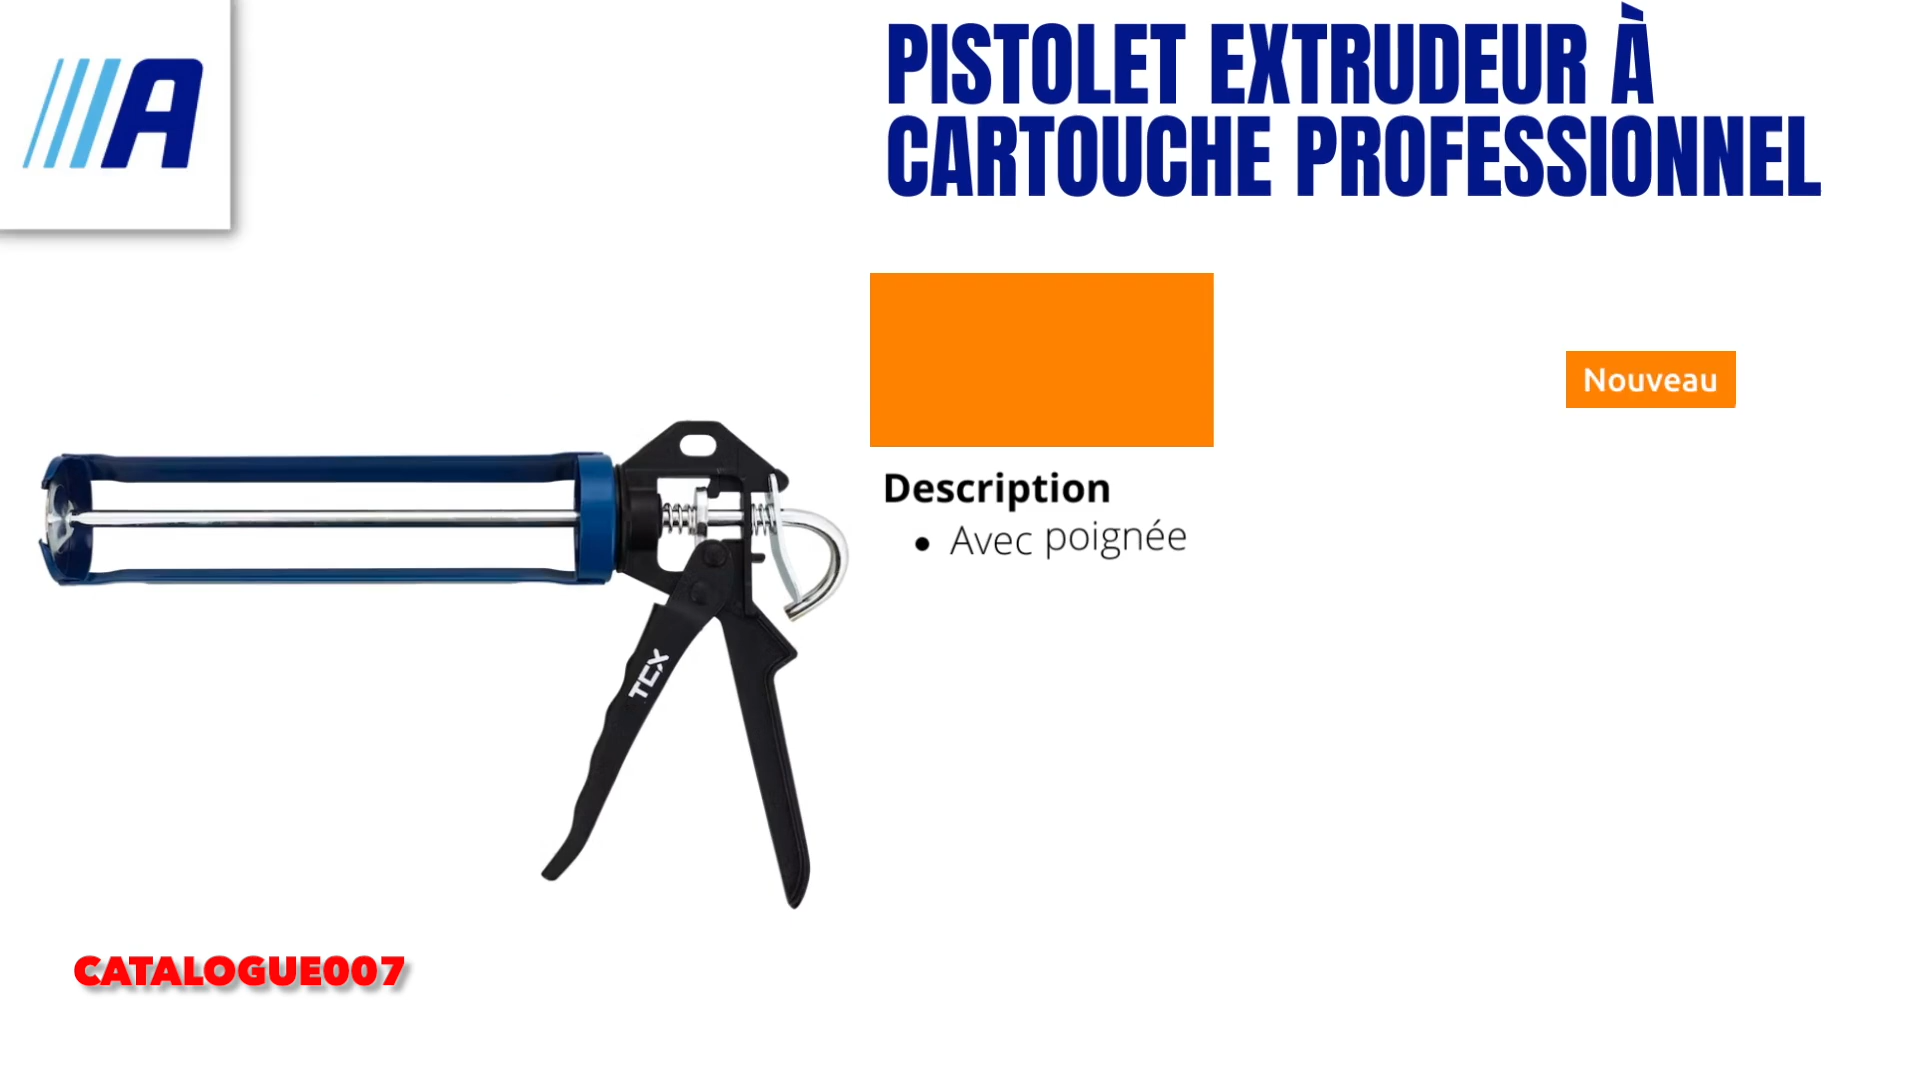 A
PISTOLET EXTRUDEUR À
CARTOUCHE PROFESSIONNEL
Nouveau
Description
• Avec poignée
TCX
CATALOGUE007